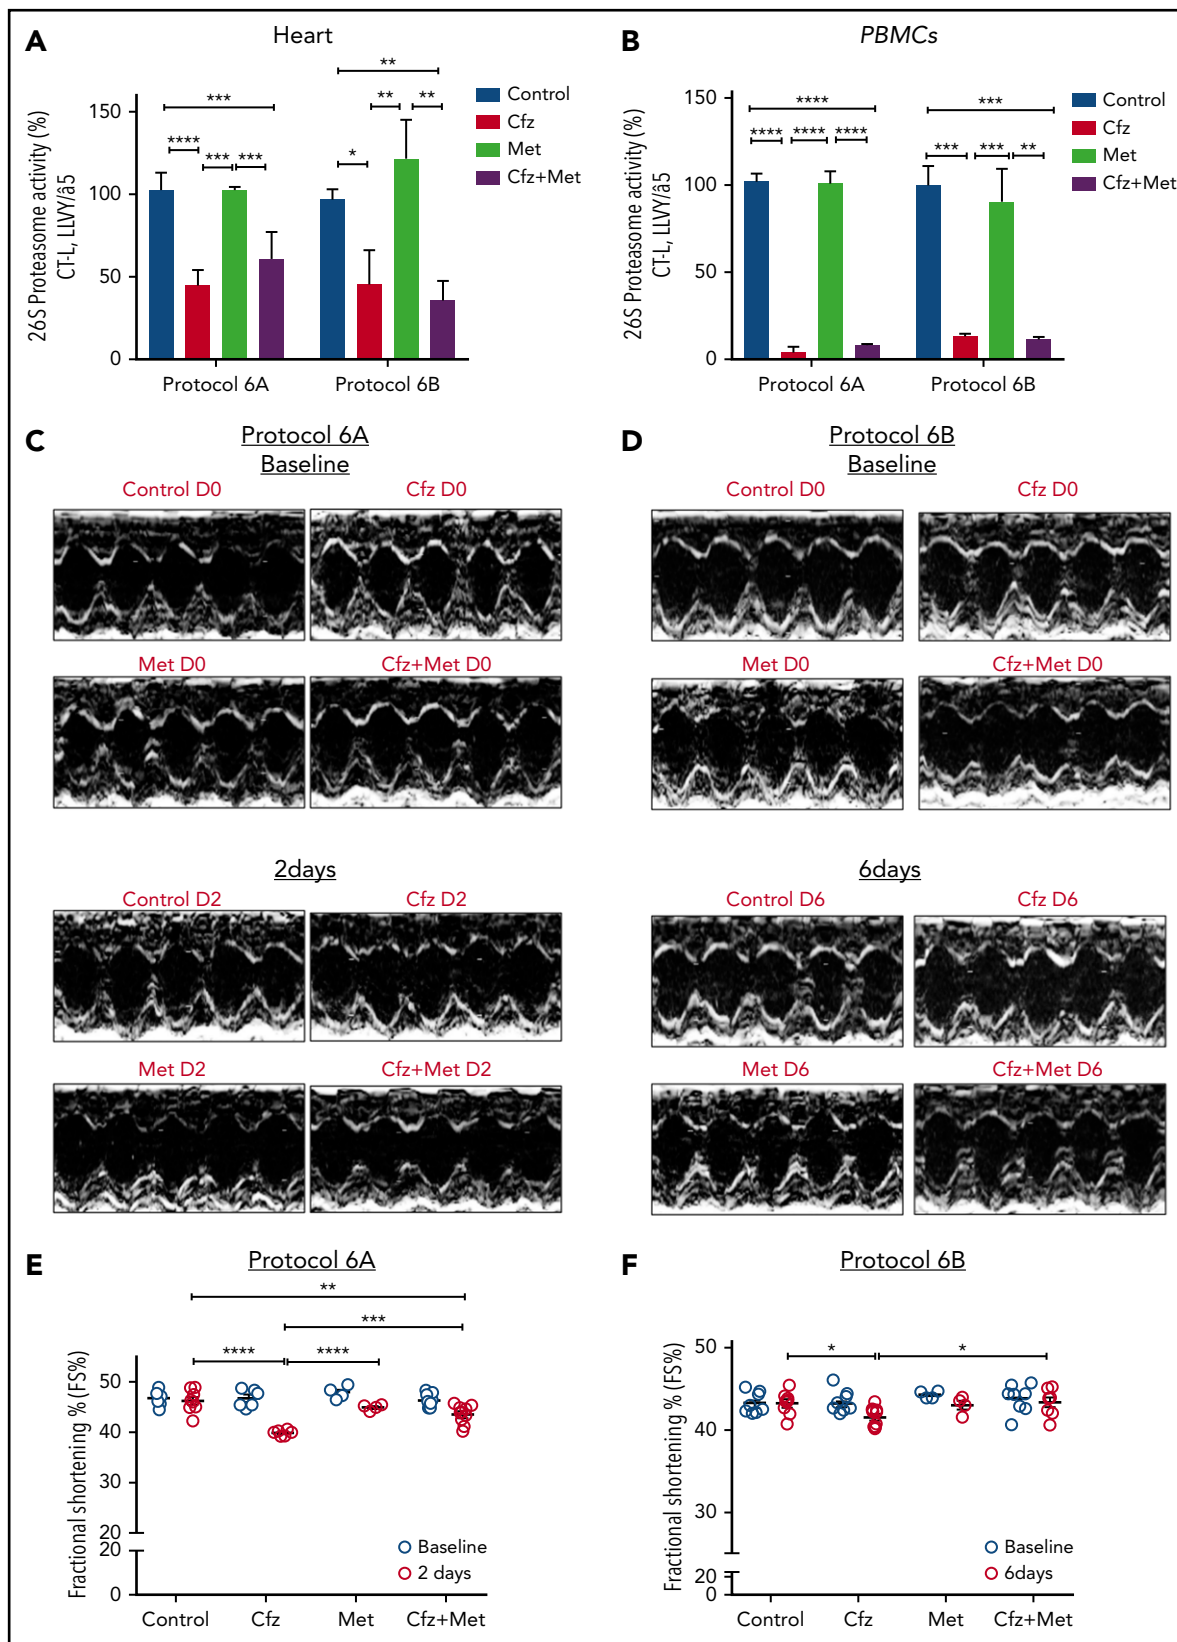 A
Heart
26S Proteasome activity (%)
CT-L, LLVY/â5
150
100
50
0
***
****
***
***
**
**
**
*
Control
Cfz
Met
Cfz+Met
Protocol 6A
Protocol 6B
B
PBMCs
26S Proteasome activity (%)
CT-L, LLVY/â5
150
100
50
0
****
****
****
****
***
***
***
**
Control
Cfz
Met
Cfz+Met
Protocol 6A
Protocol 6B
C
Protocol 6A
Baseline
Control D0
Cfz D0
Met D0
Cfz+Met D0
2days
Control D2
Cfz D2
Met D2
Cfz+Met D2
D
Protocol 6B
Baseline
Control D0
Cfz D0
Met D0
Cfz+Met D0
6days
Control D6
Cfz D6
Met D6
Cfz+Met D6
E
Protocol 6A
Fractional shortening % (FS%)
**
***
****
****
50
40
30
20
20
0
Baseline
2 days
Control
Cfz
Met
Cfz+Met
F
Protocol 6B
Fractional shortening % (FS%)
*
*
50
40
30
20
0
Baseline
6days
Control
Cfz
Met
Cfz+Met